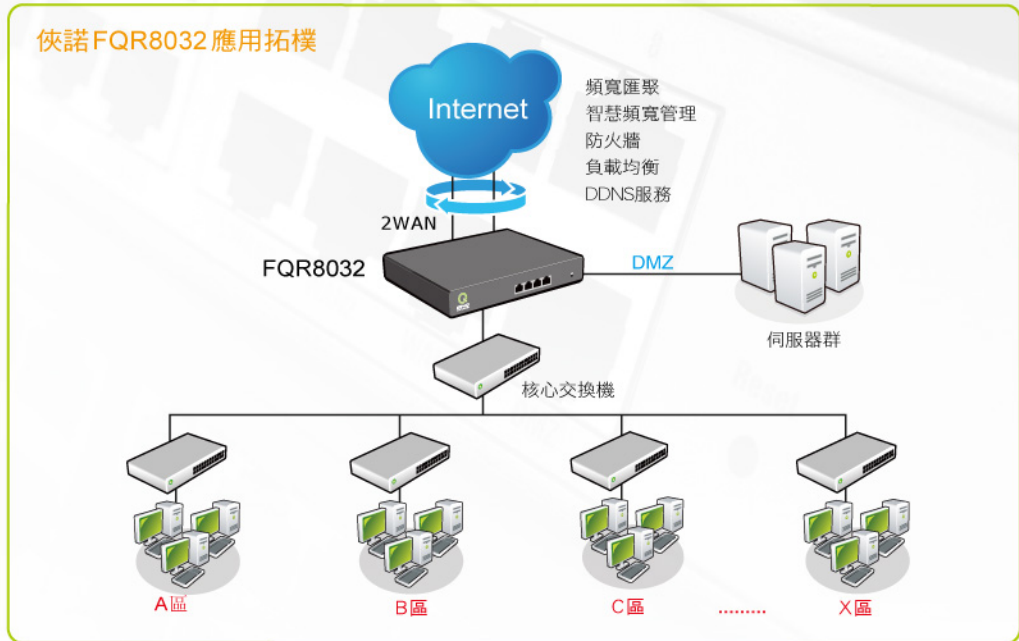 俠諾FQR8032應用拓樸
Internet
頻寬匯聚
智慧頻寬管理
防火牆
負載均衡
DDNS服務
2WAN
FQR8032
DMZ
伺服器群
核心交換機
A區
B區
C區
.........
X區